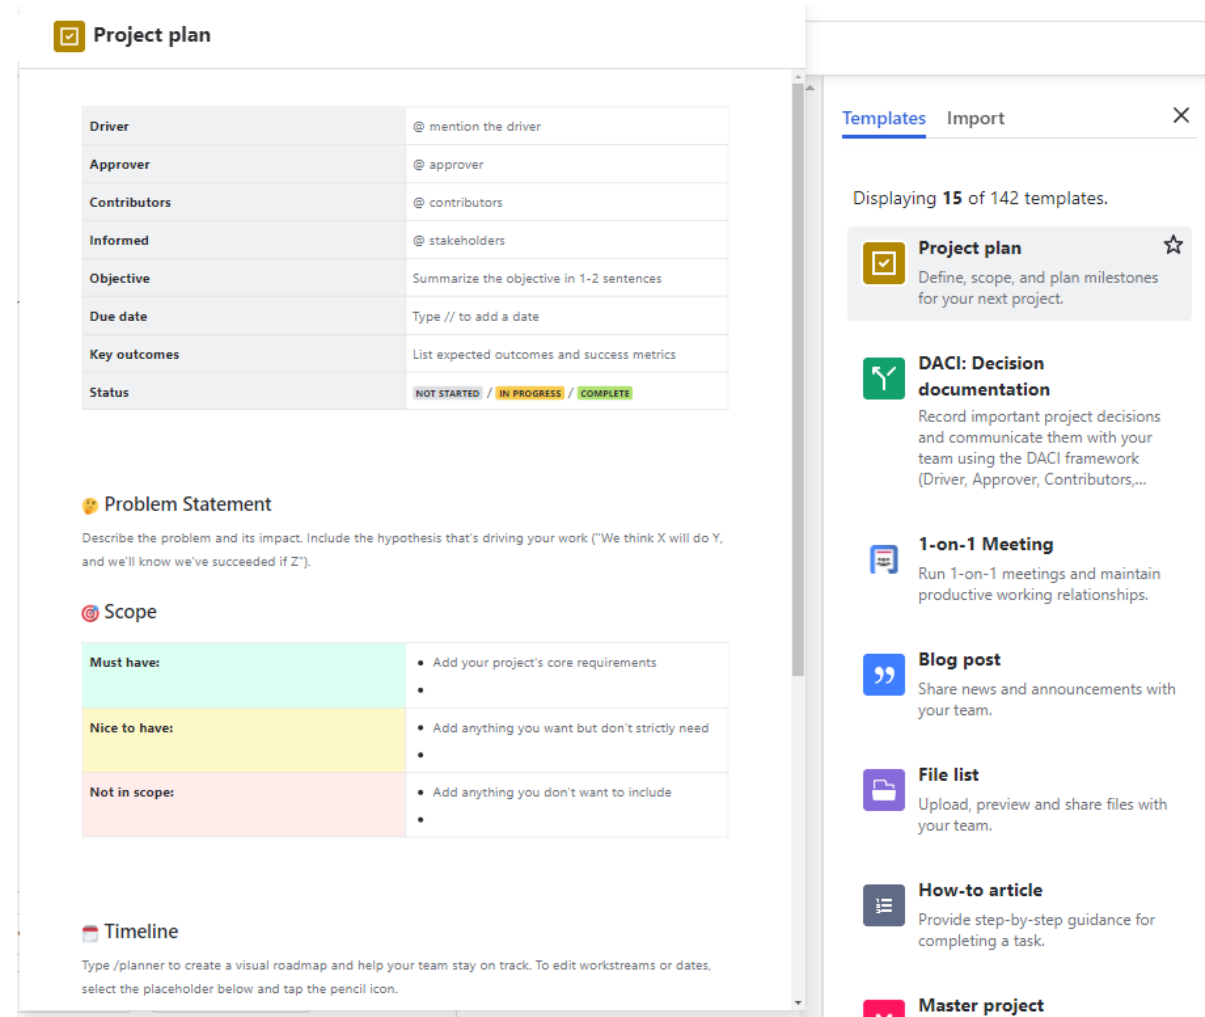 Project plan
Driver @ mention the driver
Approver @ approver
Contributors @ contributors
Informed @ stakeholders
Objective Summarize the objective in 1-2 sentences
Due date Type // to add a date
Key outcomes List expected outcomes and success metrics
Status NOT STARTED / IN PROGRESS / COMPLETE
Problem Statement
Describe the problem and its impact. Include the hypothesis that's driving your work ("We think X will do Y,
and we'll know we've succeeded if Z").
Scope
Must have: • Add your project's core requirements
•
Nice to have: • Add anything you want but don't strictly need
•
Not in scope: • Add anything you don't want to include
•
Timeline
Type /planner to create a visual roadmap and help your team stay on track. To edit workstreams or dates,
select the placeholder below and tap the pencil icon.
Templates Import
Displaying 15 of 142 templates.
Project plan
Define, scope, and plan milestones
for your next project.
DACI: Decision
documentation
Record important project decisions
and communicate them with your
team using the DACI framework
(Driver, Approver, Contributors,...
1-on-1 Meeting
Run 1-on-1 meetings and maintain
productive working relationships.
Blog post
Share news and announcements with
your team.
File list
Upload, preview and share files with
your team.
How-to article
Provide step-by-step guidance for
completing a task.
Master project